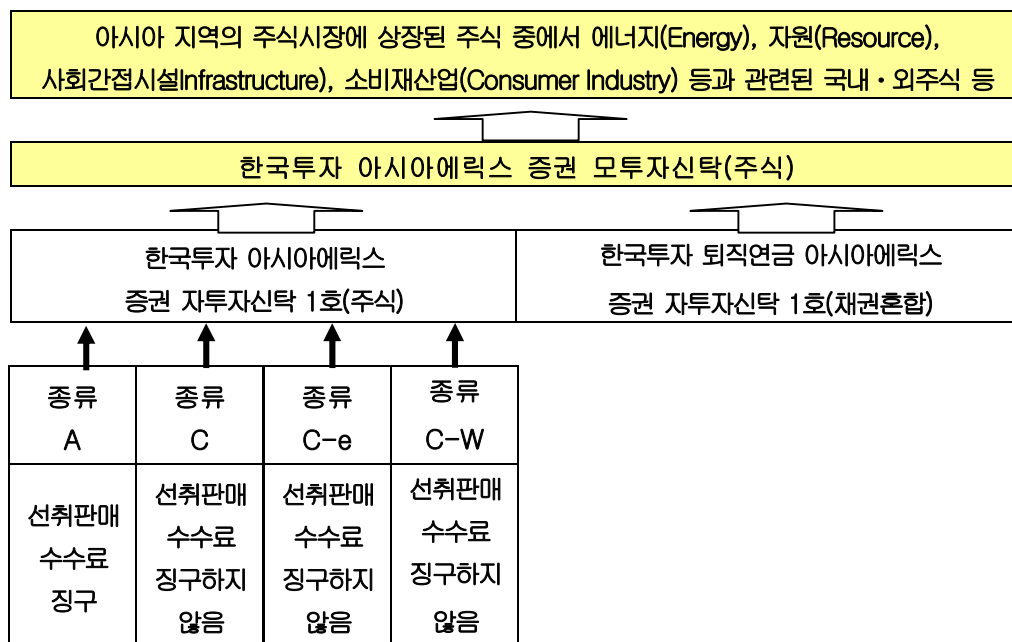 아시아 지역의 주식시장에 상장된 주식 중에서 에너지(Energy), 자원(Resource),
사회간접시설Infrastructure), 소비재산업(Consumer Industry) 등과 관련된 국내·외주식 등
한국투자 아시아에릭스 증권 모투자신탁(주식)
한국투자 아시아에릭스
증권 자투자신탁 1호(주식)
한국투자 퇴직연금 아시아에릭스
증권 자투자신탁 1호(채권혼합)
종류
A
종류
C
종류
C-e
종류
C-W
선취판매
수수료
징구
선취판매
수수료
징구하지
않음
선취판매
수수료
징구하지
않음
선취판매
수수료
징구하지
않음